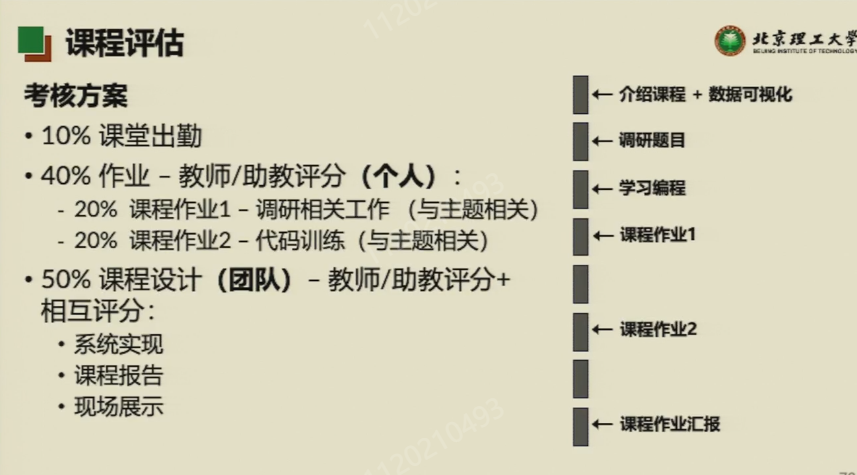 课程评估
北京理工大学
BEIJING INSTITUTE OF TECHNOLOGY
考核方案
• 10% 课堂出勤
• 40% 作业 – 教师/助教评分（个人）:
- 20% 课程作业1 – 调研相关工作 （与主题相关）
- 20% 课程作业2 – 代码训练（与主题相关）
• 50% 课程设计（团队）– 教师/助教评分+
相互评分:
• 系统实现
• 课程报告
• 现场展示
← 介绍课程 + 数据可视化
← 调研题目
← 学习编程
← 课程作业1
← 课程作业2
← 课程作业汇报
1120210493